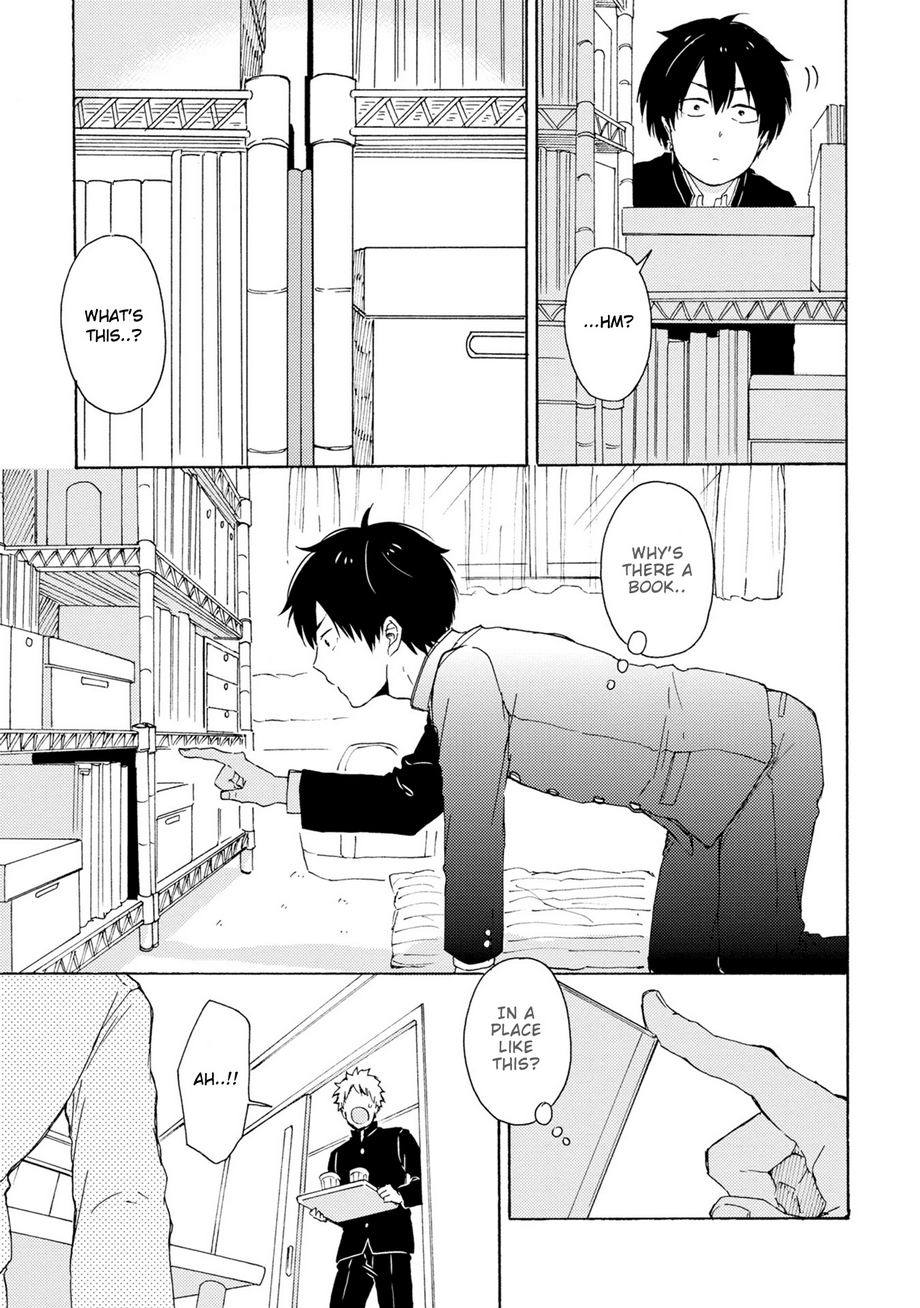 ...HM?
WHAT'S
THIS..?
WHY'S
THERE A
BOOK..
IN A
PLACE
LIKE
THIS?
AH..!!